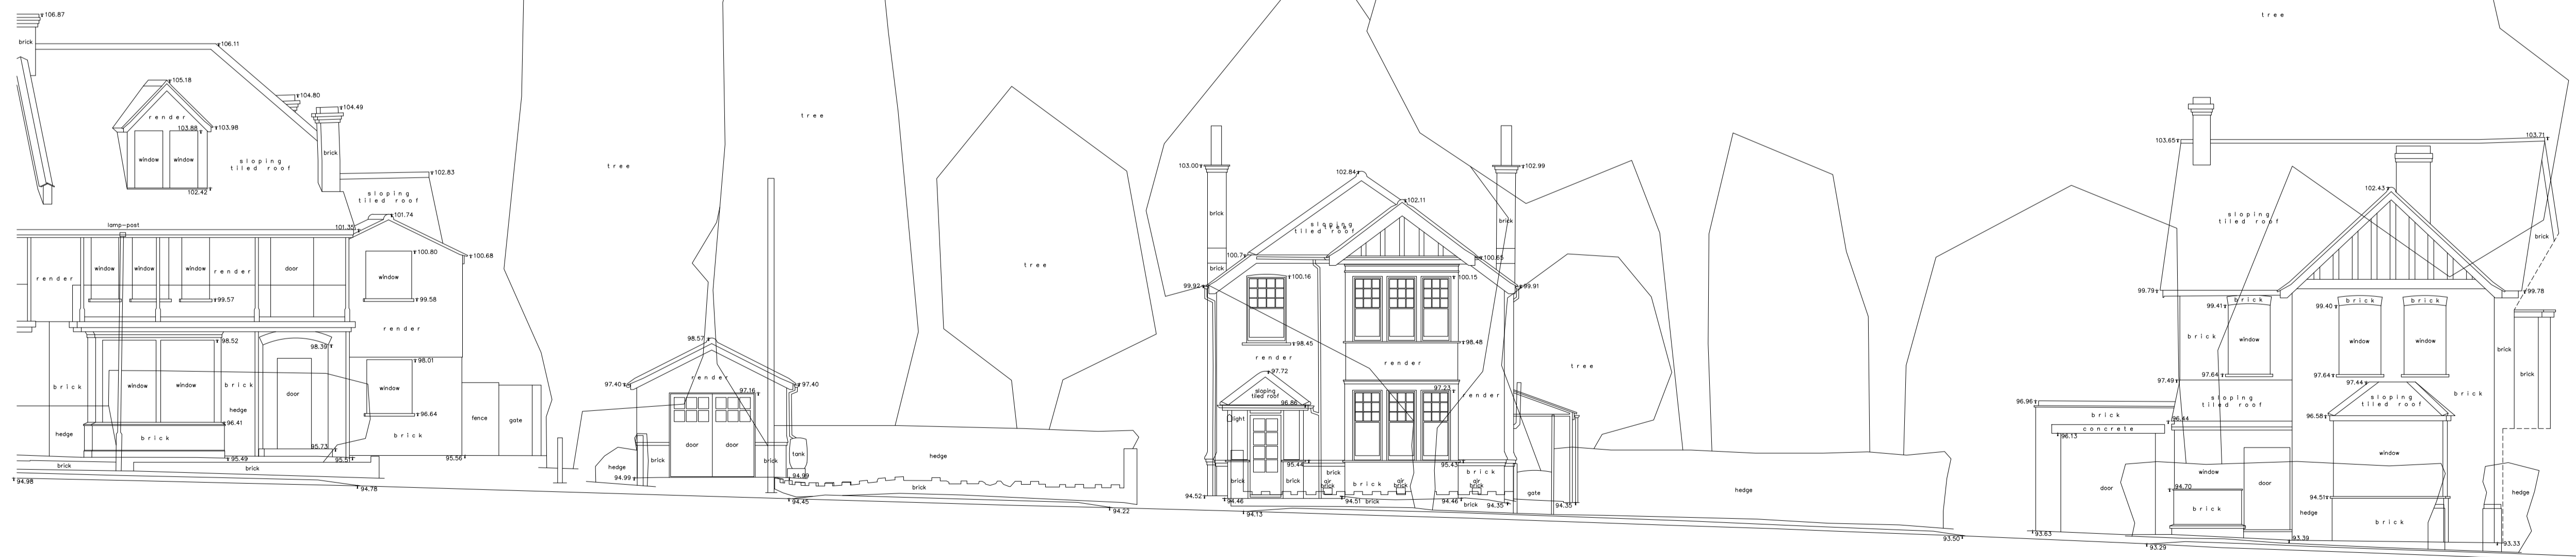 106.87
brick
106.11
105.18
render
103.88
103.98
window
window
102.42
sloping
tiled roof
104.80
104.49
brick
102.83
sloping
tiled roof
lamp-post
101.35
101.74
100.68
render
window
window
window
render
door
99.57
window
100.80
99.58
render
98.52
98.39
98.01
window
window
window
brick
brick
door
hedge
96.64
96.41
hedge
brick
95.73
brick
95.49
95.51
95.56
brick
brick
94.98
94.78
fence
gate
tree
tree
tree
98.57
97.40
97.40
render
97.16
door
door
brick
brick
hedge
94.99
tank
94.99
94.45
brick
hedge
94.22
103.00
102.84
102.11
102.99
brick
brick
brick
sloping
tiled roof
tree
100.7
100.65
99.92
99.91
100.16
100.15
98.45
98.48
render
render
97.72
sloping
tiled roof
96.86
97.23
render
light
95.44
95.43
brick
brick
brick
brick
brick
air
brick
air
brick
air
brick
94.52
94.46
94.51
brick
94.46
brick
94.35
94.35
94.13
gate
tree
hedge
93.50
tree
103.65
103.71
102.43
sloping
tiled roof
brick
99.79
99.78
99.41
brick
99.40
brick
brick
brick
window
window
window
brick
brick
97.64
97.64
97.49
97.44
brick
sloping
tiled roof
sloping
tiled roof
96.96
brick
96.58
96.44
concrete
96.13
window
window
door
door
94.70
94.51
brick
hedge
brick
hedge
93.63
93.39
93.33
93.29